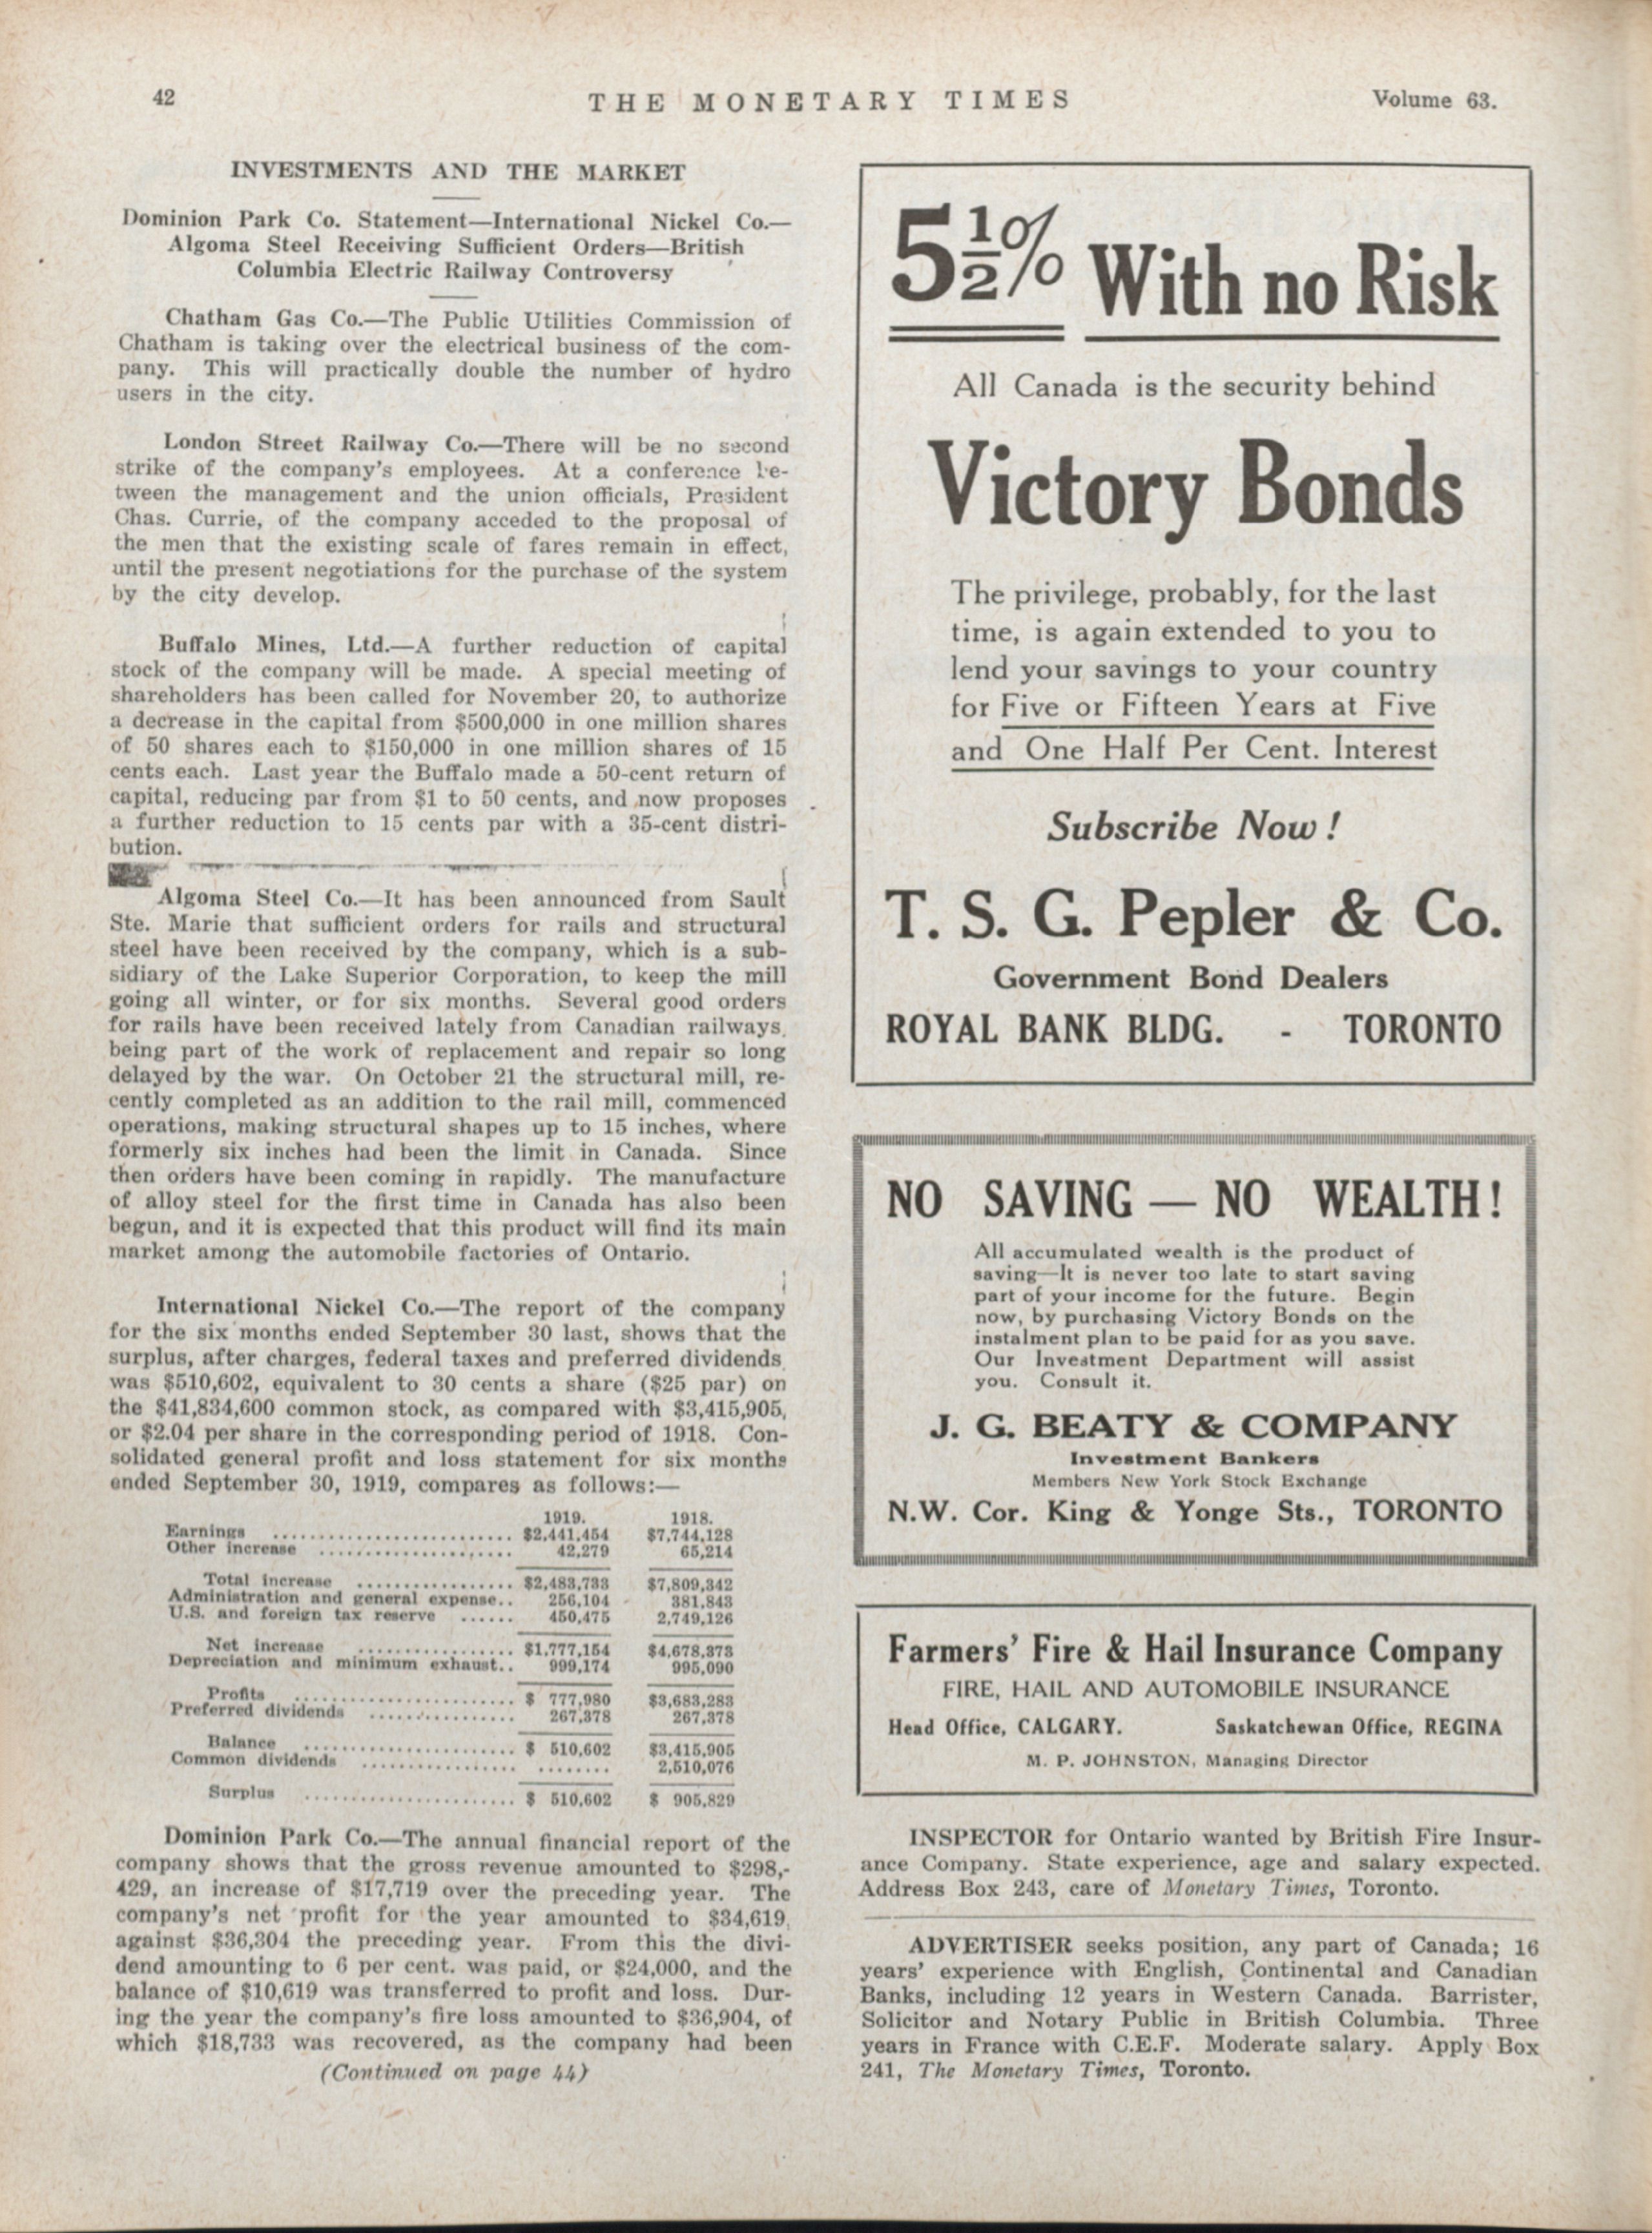 42
THE MONETARY TIMES
Volume 63.
INVESTMENTS AND THE MARKET
Dominion Park Co. Statement—International Nickel Co.—
Algoma Steel Receiving Sufficient Orders—British
Columbia Electric Railway Controversy
Chatham Gas Co.—The Public Utilities Commission of
Chatham is taking over the electrical business of the com-
pany. This will practically double the number of hydro
users in the city.
London Street Railway Co.—There will be no second
strike of the company's employees. At a conference be-
tween the management and the union officials, President
Chas. Currie, of the company acceded to the proposal of
the men that the existing scale of fares remain in effect,
until the present negotiations for the purchase of the system
by the city develop.
Buffalo Mines, Ltd.—A further reduction of capital
stock of the company will be made. A special meeting of
shareholders has been called for November 20, to authorize
a decrease in the capital from $500,000 in one million shares
of 50 shares each to $150,000 in one million shares of 15
cents each. Last year the Buffalo made a 50-cent return of
capital, reducing par from $1 to 50 cents, and now proposes
a further reduction to 15 cents par with a 35-cent distri-
bution.
Algoma Steel Co.—It has been announced from Sault
Ste. Marie that sufficient orders for rails and structural
steel have been received by the company, which is a sub-
sidiary of the Lake Superior Corporation, to keep the mill
going all winter, or for six months. Several good orders
for rails have been received lately from Canadian railways,
being part of the work of replacement and repair so long
delayed by the war. On October 21 the structural mill, re-
cently completed as an addition to the rail mill, commenced
operations, making structural shapes up to 15 inches, where
formerly six inches had been the limit in Canada. Since
then orders have been coming in rapidly. The manufacture
of alloy steel for the first time in Canada has also been
begun, and it is expected that this product will find its main
market among the automobile factories of Ontario.
International Nickel Co.—The report of the company
for the six months ended September 30 last, shows that the
surplus, after charges, federal taxes and preferred dividends
was $510,602, equivalent to 30 cents a share ($25 par) on
the $41,834,600 common stock, as compared with $3,415,905,
or $2.04 per share in the corresponding period of 1918. Con-
solidated general profit and loss statement for six months
ended September 30, 1919, compares as follows:—
1919. 1918.
Earnings .......................... $2,441,454 $7,744,128
Other increase ..................... 42,279 65,214
Total increase ................. $2,483,733 $7,809,342
Administration and general expense.. 256,104 381,843
U.S. and foreign tax reserve ...... 450,475 2,749,126
Net increase ................. $1,777,154 $4,678,373
Depreciation and minimum exhaust.. 999,174 995,090
Profits ........................ $ 777,980 $3,683,283
Preferred dividends ................ 267,378 267,378
Balance ....................... $ 510,602 $3,415,905
Common dividends ................. ........ 2,510,076
Surplus ....................... $ 510,602 $ 905,829
Dominion Park Co.—The annual financial report of the
company shows that the gross revenue amounted to $298,-
429, an increase of $17,719 over the preceding year. The
company's net profit for the year amounted to $34,619,
against $36,304 the preceding year. From this the divi-
dend amounting to 6 per cent. was paid, or $24,000, and the
balance of $10,619 was transferred to profit and loss. Dur-
ing the year the company's fire loss amounted to $36,904, of
which $18,733 was recovered, as the company had been
(Continued on page 44)
5½% With no Risk
All Canada is the security behind
Victory Bonds
The privilege, probably, for the last
time, is again extended to you to
lend your savings to your country
for Five or Fifteen Years at Five
and One Half Per Cent. Interest
Subscribe Now!
T. S. G. Pepler & Co.
Government Bond Dealers
ROYAL BANK BLDG. - TORONTO
NO SAVING — NO WEALTH!
All accumulated wealth is the product of
saving—It is never too late to start saving
part of your income for the future. Begin
now, by purchasing Victory Bonds on the
instalment plan to be paid for as you save.
Our Investment Department will assist
you. Consult it.
J. G. BEATY & COMPANY
Investment Bankers
Members New York Stock Exchange
N.W. Cor. King & Yonge Sts., TORONTO
Farmers' Fire & Hail Insurance Company
FIRE, HAIL AND AUTOMOBILE INSURANCE
Head Office, CALGARY. Saskatchewan Office, REGINA
M. P. JOHNSTON, Managing Director
INSPECTOR for Ontario wanted by British Fire Insur-
ance Company. State experience, age and salary expected.
Address Box 243, care of Monetary Times, Toronto.
ADVERTISER seeks position, any part of Canada; 16
years' experience with English, Continental and Canadian
Banks, including 12 years in Western Canada. Barrister,
Solicitor and Notary Public in British Columbia. Three
years in France with C.E.F. Moderate salary. Apply Box
241, The Monetary Times, Toronto.